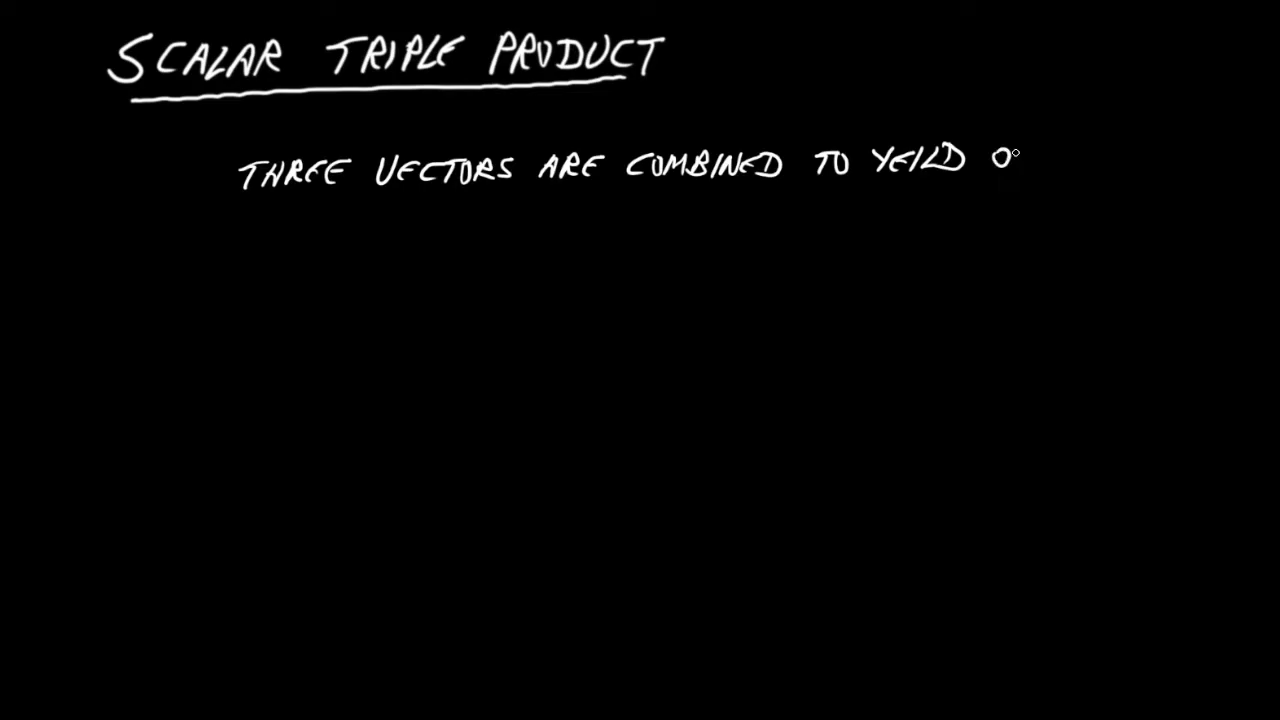 SCALAR TRIPLE PRODUCT
THREE VECTORS ARE COMBINED TO YEILD O